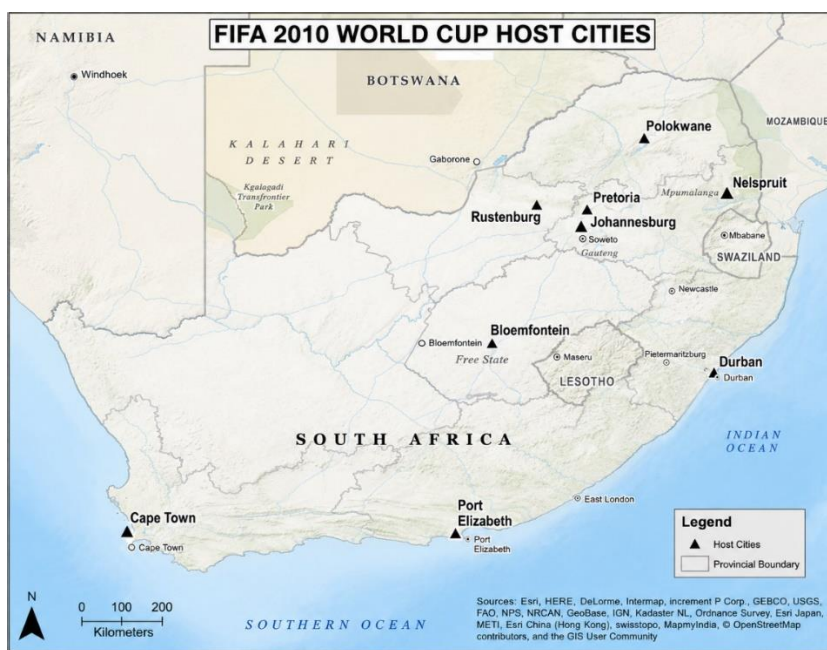 FIFA 2010 WORLD CUP HOST CITIES
NAMIBIA
Windhoek
BOTSWANA
MOZAMBIQUE
Polokwane
KALAHARI
DESERT
Gaborone
Kgalagadi
Transfrontier
Park
Mpumalanga
Nelspruit
Rustenburg
Pretoria
Johannesburg
Soweto
Gauteng
Mbabane
SWAZILAND
Newcastle
Bloemfontein
Bloemfontein
Free State
Maseru
LESOTHO
Pietermaritzburg
Durban
Durban
SOUTH AFRICA
INDIAN
OCEAN
East London
Port
Elizabeth
Port
Elizabeth
Cape Town
Cape Town
Legend
Host Cities
Provincial Boundary
N
0 100 200
Kilometers
SOUTHERN OCEAN
Sources: Esri, HERE, DeLorme, Intermap, increment P Corp., GEBCO, USGS,
FAO, NPS, NRCAN, GeoBase, IGN, Kadaster NL, Ordnance Survey, Esri Japan,
METI, Esri China (Hong Kong), swisstopo, MapmyIndia, © OpenStreetMap
contributors, and the GIS User Community